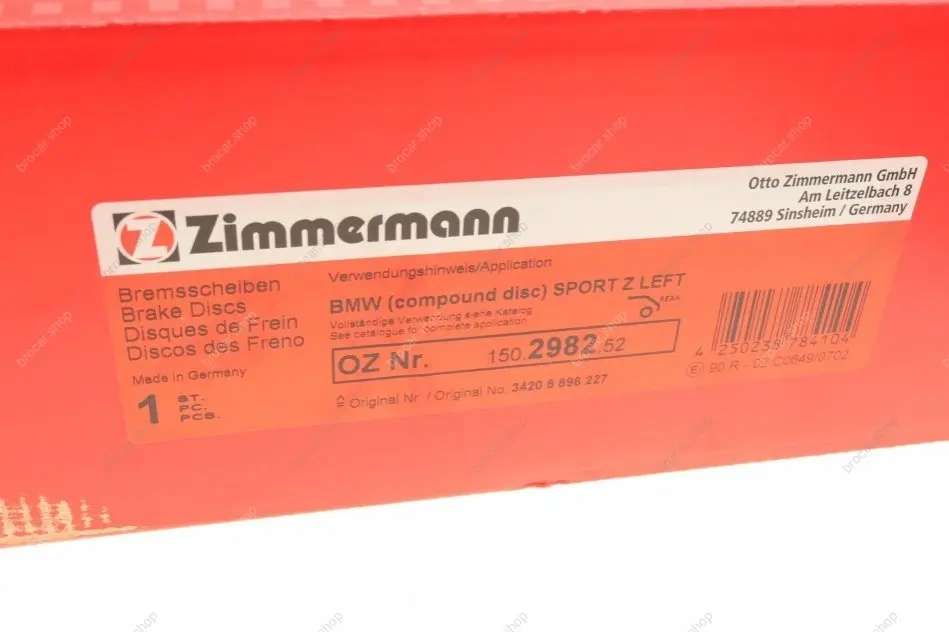 Zimmermann
Otto Zimmermann GmbH
Am Leitzelbach 8
74889 Sinsheim / Germany
Bremsscheiben
Brake Discs
Disques de Frein
Discos des Freno
Made in Germany
1 ST.
PC.
PCS.
Verwendungshinweis/Application
BMW (compound disc) SPORT Z LEFT
REAR
Vollständige Verwendung siehe Katalog
See catalogue for complete application
OZ Nr. 150.2982.52
Original Nr / Original No. 3420 6 896 227
4 250238 784104
90 R - 02 C0649/0702
brocar.shop